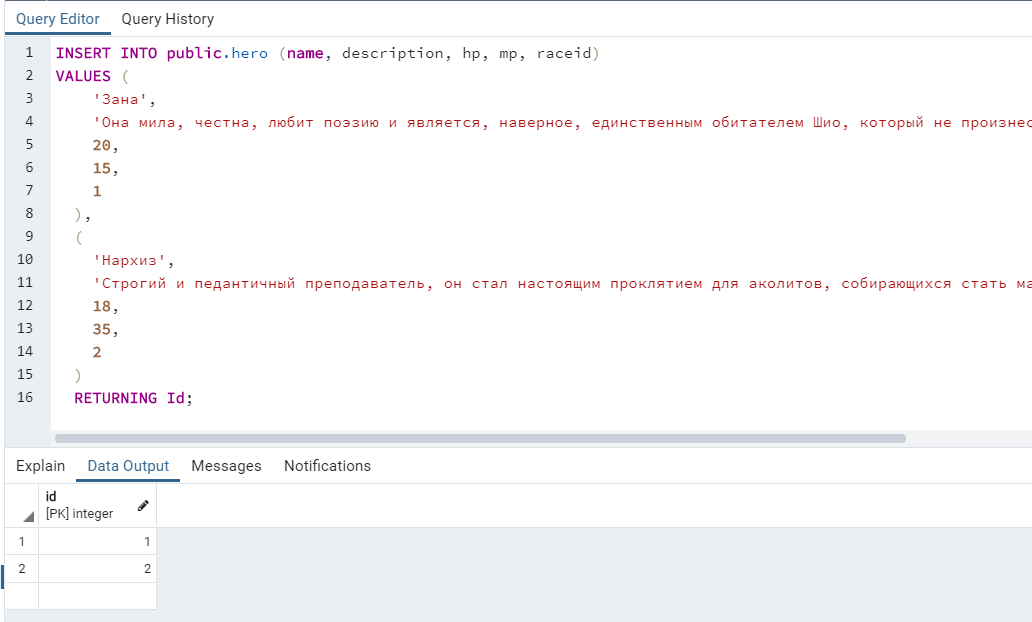 Query Editor Query History
1 INSERT INTO public.hero (name, description, hp, mp, raceid)
2 VALUES (
3 'Зана',
4 'Она мила, честна, любит поэзию и является, наверное, единственным обитателем Шио, который не произнес
5 20,
6 15,
7 1
8 ),
9 (
10 'Нархиз',
11 'Строгий и педантичный преподаватель, он стал настоящим проклятием для аколитов, собирающихся стать ма
12 18,
13 35,
14 2
15 )
16 RETURNING Id;
Explain Data Output Messages Notifications
id
[PK] integer
1 1
2 2